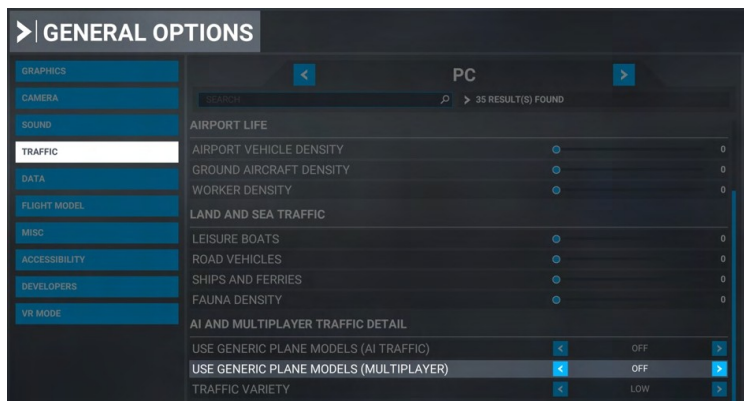 GENERAL OPTIONS
GRAPHICS
CAMERA
SOUND
TRAFFIC
DATA
FLIGHT MODEL
MISC
ACCESSIBILITY
DEVELOPERS
VR MODE
PC
SEARCH 35 RESULT(S) FOUND
AIRPORT LIFE
AIRPORT VEHICLE DENSITY 0
GROUND AIRCRAFT DENSITY 0
WORKER DENSITY 0
LAND AND SEA TRAFFIC
LEISURE BOATS 0
ROAD VEHICLES 0
SHIPS AND FERRIES 0
FAUNA DENSITY 0
AI AND MULTIPLAYER TRAFFIC DETAIL
USE GENERIC PLANE MODELS (AI TRAFFIC) OFF
USE GENERIC PLANE MODELS (MULTIPLAYER) OFF
TRAFFIC VARIETY LOW